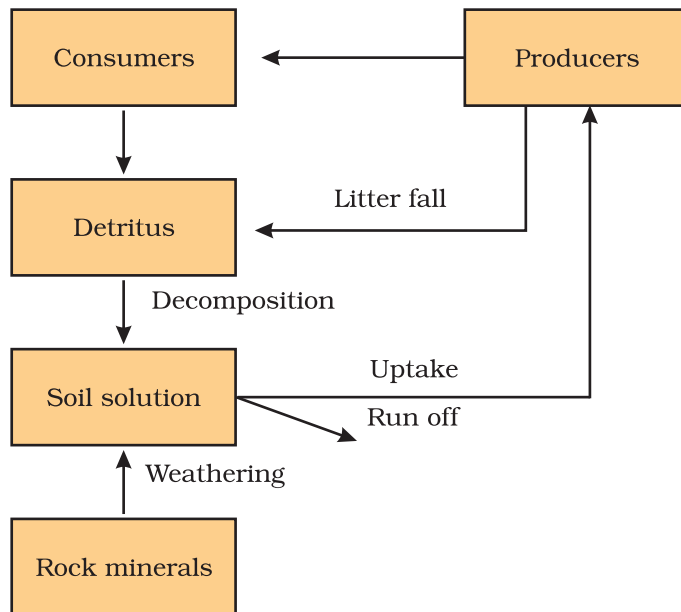 Consumers
Producers
Litter fall
Detritus
Decomposition
Uptake
Soil solution
Run off
Weathering
Rock minerals